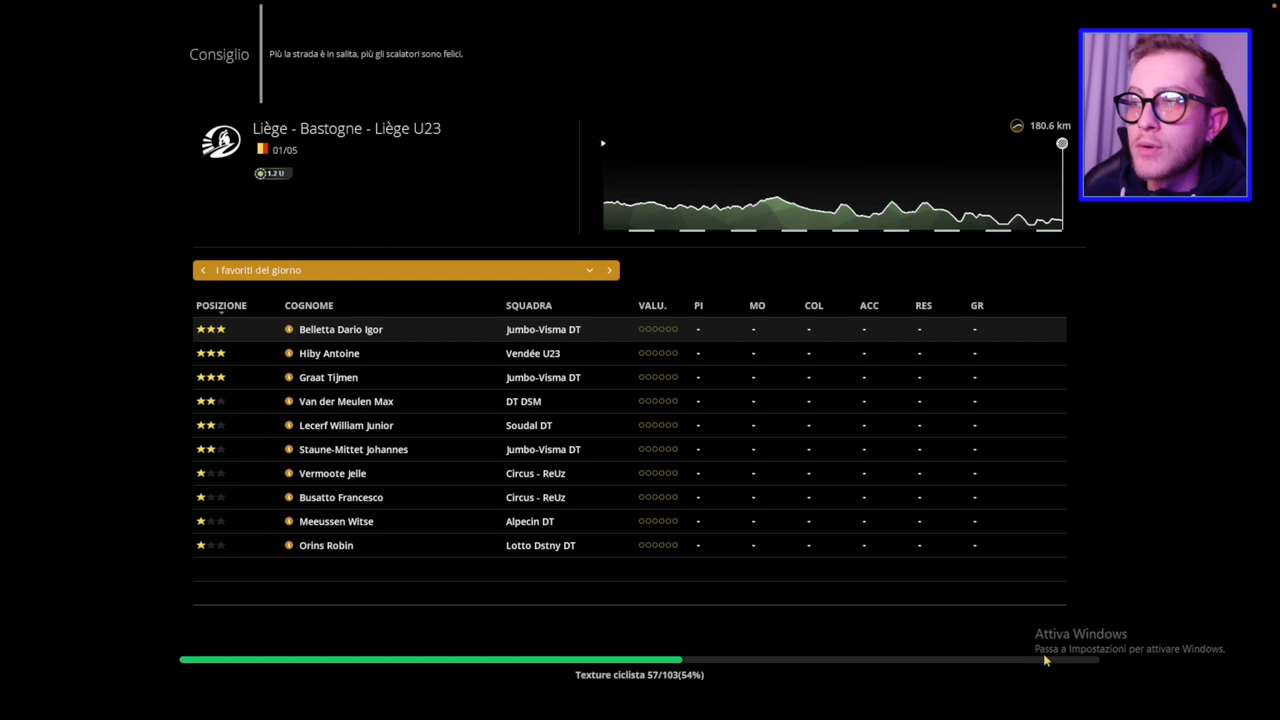 Consiglio
Più la strada è in salita, più gli scalatori sono felici.
Liège - Bastogne - Liège U23
01/05
1.2 U
180.6 km
I favoriti del giorno
POSIZIONE COGNOME SQUADRA VALU. PI MO COL ACC RES GR
Belletta Dario Igor Jumbo-Visma DT - - - - - -
Hiby Antoine Vendée U23 - - - - - -
Graat Tijmen Jumbo-Visma DT - - - - - -
Van der Meulen Max DT DSM - - - - - -
Lecerf William Junior Soudal DT - - - - - -
Staune-Mittet Johannes Jumbo-Visma DT - - - - - -
Vermoote Jelle Circus - ReUz - - - - - -
Busatto Francesco Circus - ReUz - - - - - -
Meeussen Witse Alpecin DT - - - - - -
Orins Robin Lotto Dstny DT - - - - - -
Attiva Windows
Passa a Impostazioni per attivare Windows.
Texture ciclista 57/103(54%)